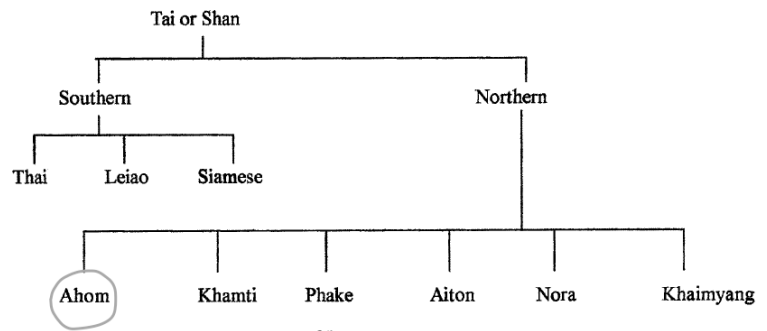 Tai or Shan
Southern Northern
Thai Leiao Siamese
Ahom Khamti Phake Aiton Nora Khaimyang